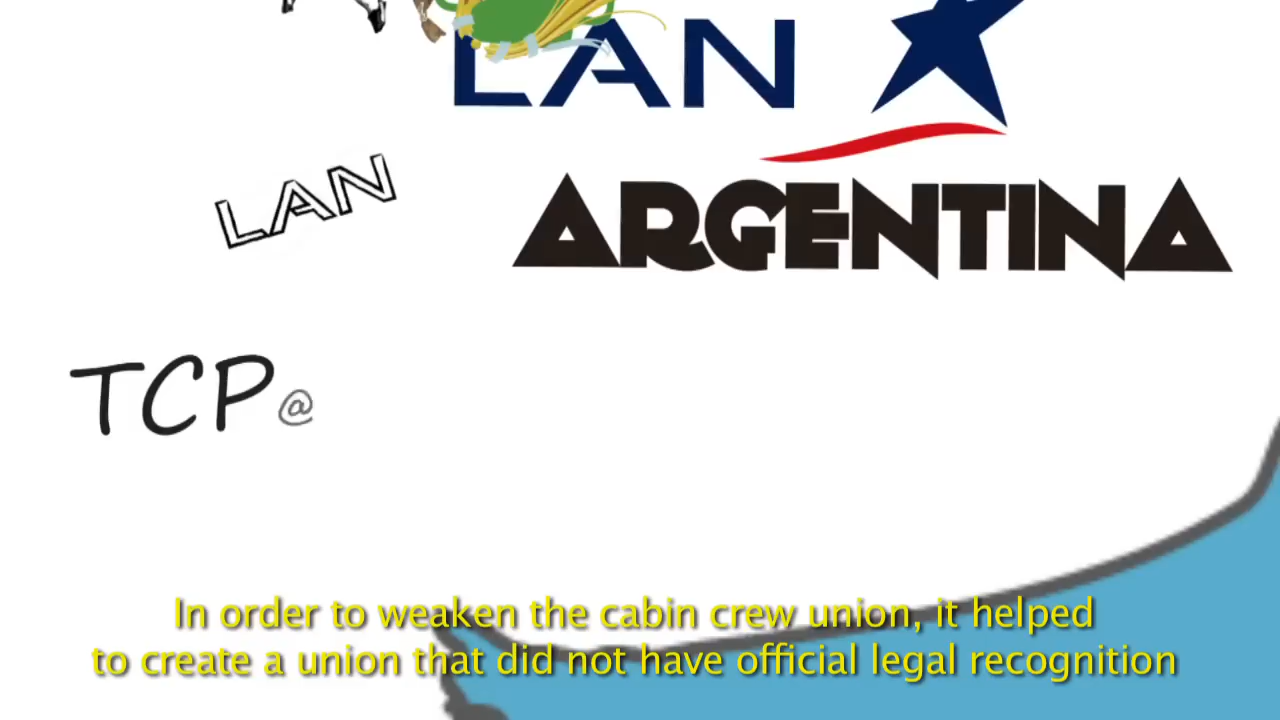 LAN
LAN
ARGENTINA
TCP@
In order to weaken the cabin crew union, it helped
to create a union that did not have official legal recognition